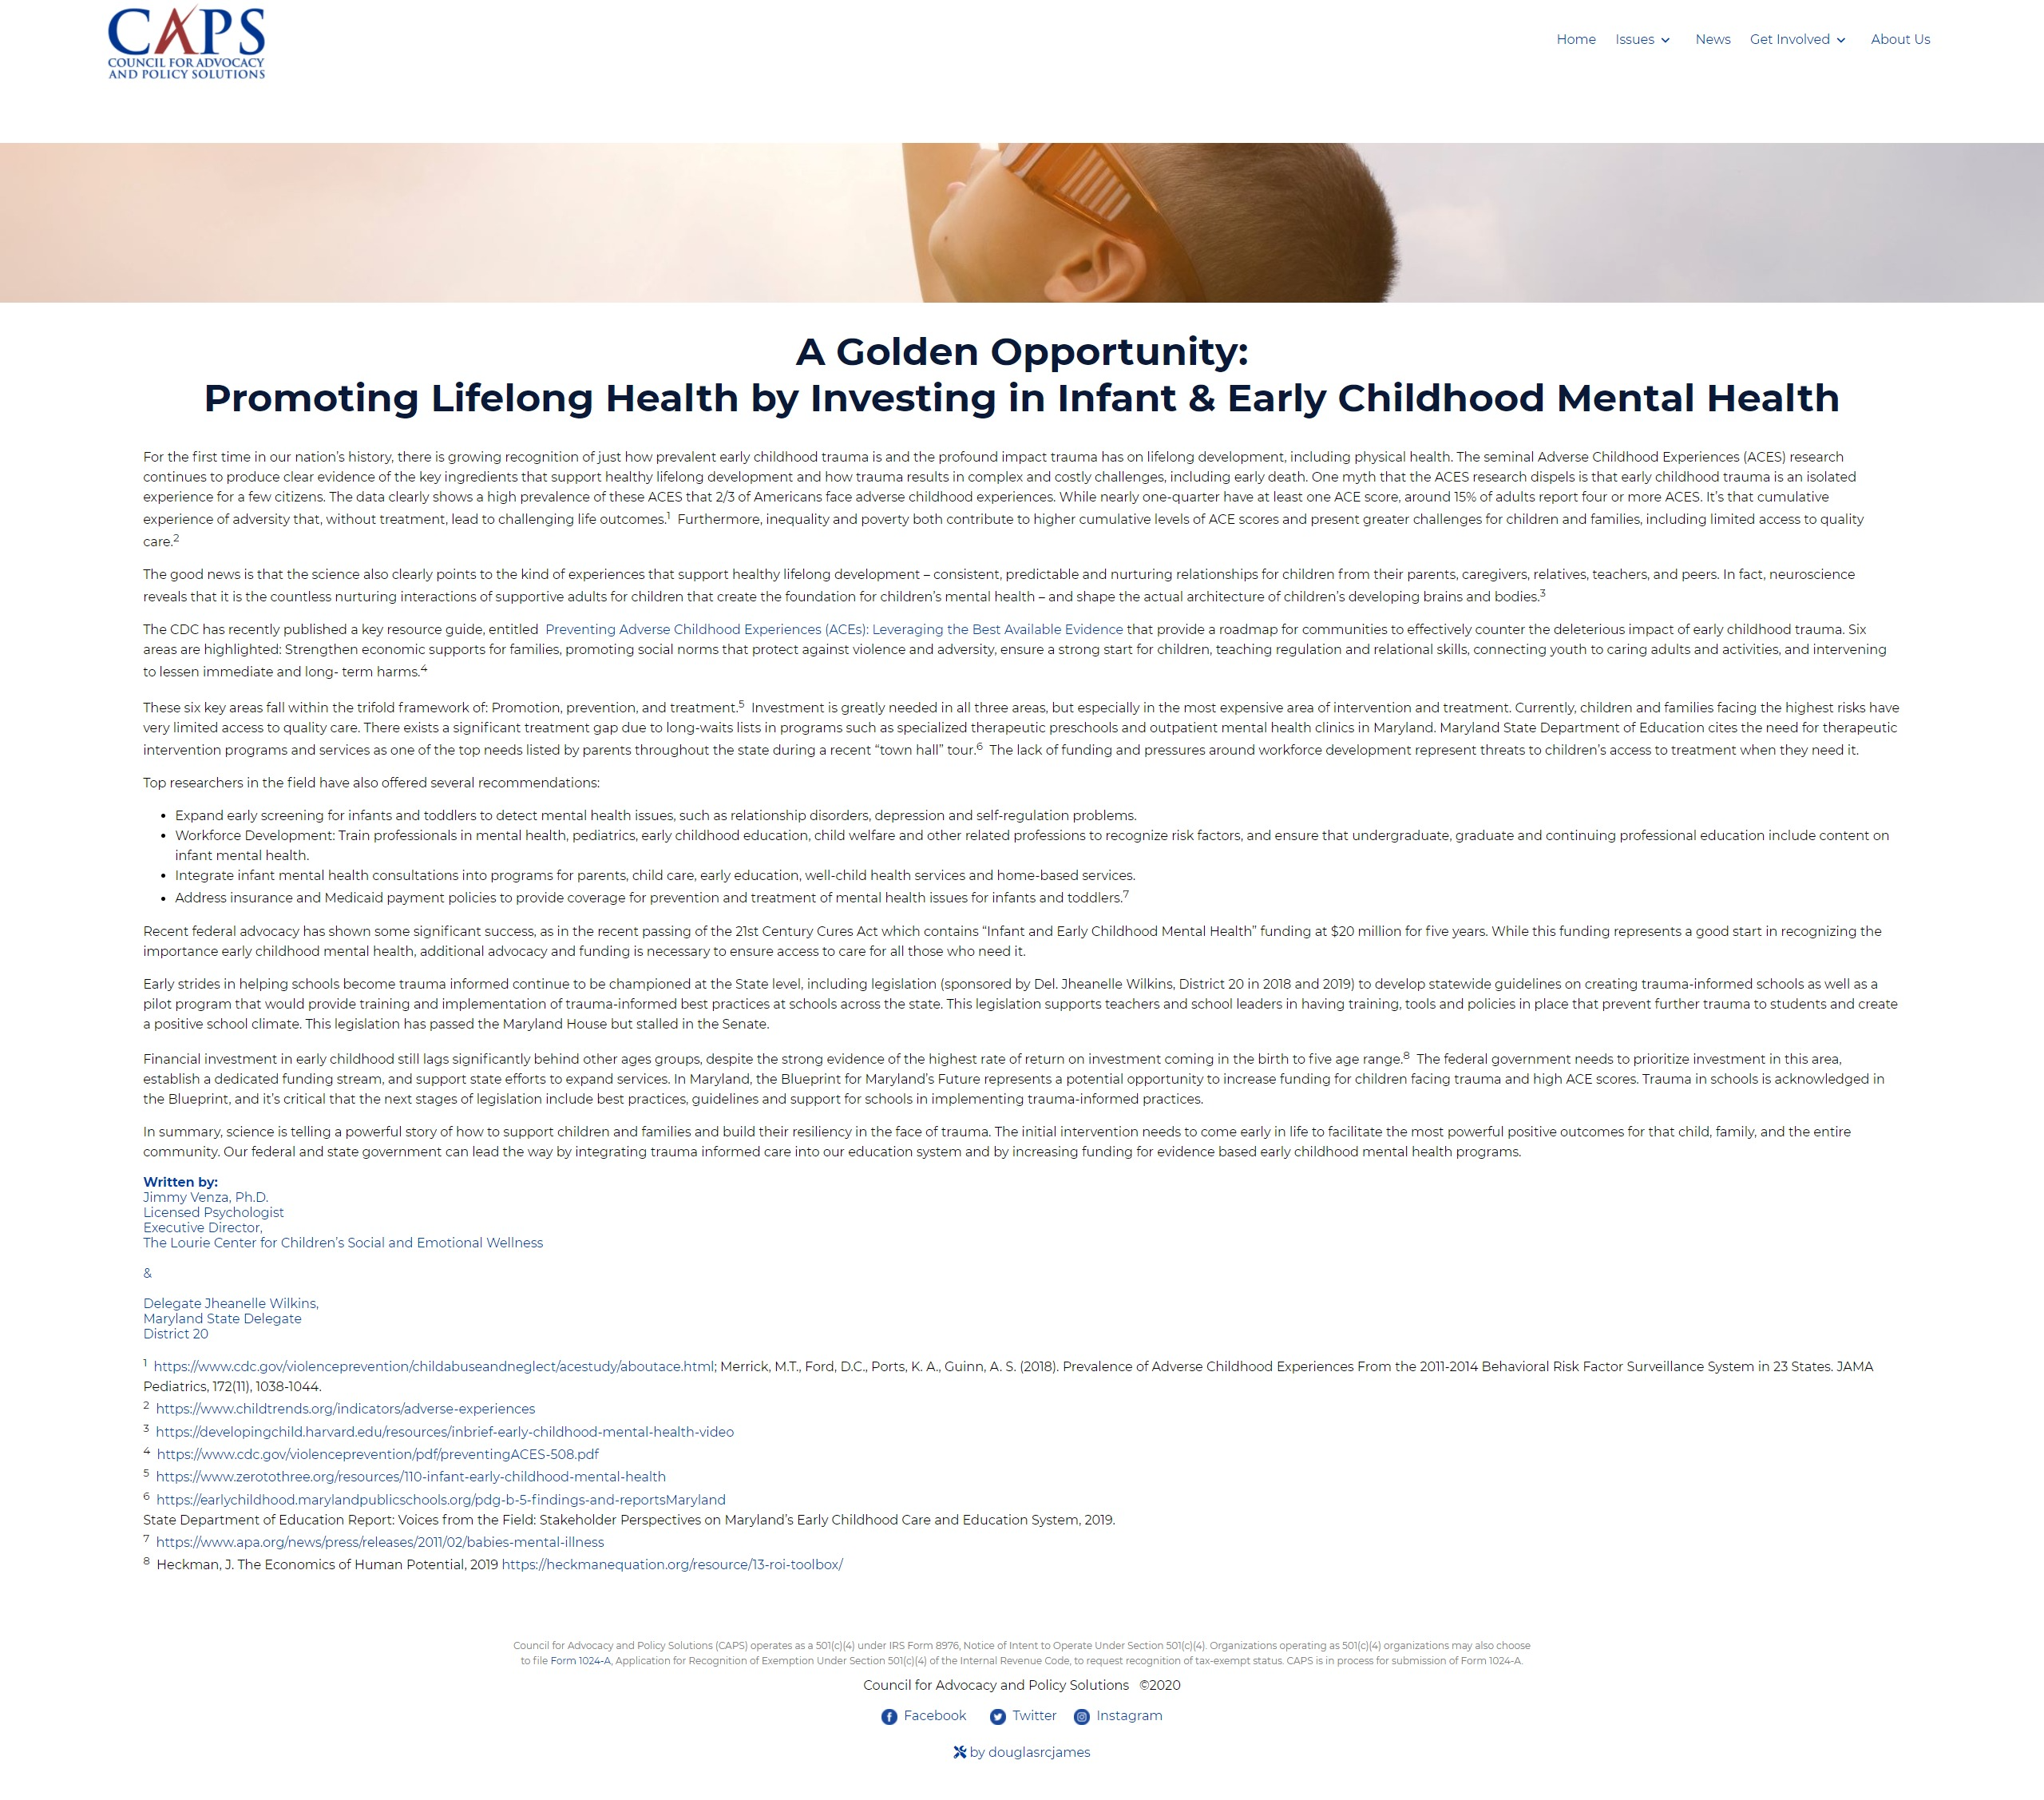 CAPS
COUNCIL FOR ADVOCACY
AND POLICY SOLUTIONS
Home Issues News Get Involved About Us
A Golden Opportunity:
Promoting Lifelong Health by Investing in Infant & Early Childhood Mental Health
For the first time in our nation’s history, there is growing recognition of just how prevalent early childhood trauma is and the profound impact trauma has on lifelong development, including physical health. The seminal Adverse Childhood Experiences (ACES) research
continues to produce clear evidence of the key ingredients that support healthy lifelong development and how trauma results in complex and costly challenges, including early death. One myth that the ACES research dispels is that early childhood trauma is an isolated
experience for a few citizens. The data clearly shows a high prevalence of these ACES that 2/3 of Americans face adverse childhood experiences. While nearly one-quarter have at least one ACE score, around 15% of adults report four or more ACES. It’s that cumulative
experience of adversity that, without treatment, lead to challenging life outcomes.1 Furthermore, inequality and poverty both contribute to higher cumulative levels of ACE scores and present greater challenges for children and families, including limited access to quality
care.2
The good news is that the science also clearly points to the kind of experiences that support healthy lifelong development – consistent, predictable and nurturing relationships for children from their parents, caregivers, relatives, teachers, and peers. In fact, neuroscience
reveals that it is the countless nurturing interactions of supportive adults for children that create the foundation for children’s mental health – and shape the actual architecture of children’s developing brains and bodies.3
The CDC has recently published a key resource guide, entitled Preventing Adverse Childhood Experiences (ACEs): Leveraging the Best Available Evidence that provide a roadmap for communities to effectively counter the deleterious impact of early childhood trauma. Six
areas are highlighted: Strengthen economic supports for families, promoting social norms that protect against violence and adversity, ensure a strong start for children, teaching regulation and relational skills, connecting youth to caring adults and activities, and intervening
to lessen immediate and long- term harms.4
These six key areas fall within the trifold framework of: Promotion, prevention, and treatment.5 Investment is greatly needed in all three areas, but especially in the most expensive area of intervention and treatment. Currently, children and families facing the highest risks have
very limited access to quality care. There exists a significant treatment gap due to long-waits lists in programs such as specialized therapeutic preschools and outpatient mental health clinics in Maryland. Maryland State Department of Education cites the need for therapeutic
intervention programs and services as one of the top needs listed by parents throughout the state during a recent “town hall” tour.6 The lack of funding and pressures around workforce development represent threats to children’s access to treatment when they need it.
Top researchers in the field have also offered several recommendations:
• Expand early screening for infants and toddlers to detect mental health issues, such as relationship disorders, depression and self-regulation problems.
• Workforce Development: Train professionals in mental health, pediatrics, early childhood education, child welfare and other related professions to recognize risk factors, and ensure that undergraduate, graduate and continuing professional education include content on
infant mental health.
• Integrate infant mental health consultations into programs for parents, child care, early education, well-child health services and home-based services.
• Address insurance and Medicaid payment policies to provide coverage for prevention and treatment of mental health issues for infants and toddlers.7
Recent federal advocacy has shown some significant success, as in the recent passing of the 21st Century Cures Act which contains “Infant and Early Childhood Mental Health” funding at $20 million for five years. While this funding represents a good start in recognizing the
importance early childhood mental health, additional advocacy and funding is necessary to ensure access to care for all those who need it.
Early strides in helping schools become trauma informed continue to be championed at the State level, including legislation (sponsored by Del. Jheanelle Wilkins, District 20 in 2018 and 2019) to develop statewide guidelines on creating trauma-informed schools as well as a
pilot program that would provide training and implementation of trauma-informed best practices at schools across the state. This legislation supports teachers and school leaders in having training, tools and policies in place that prevent further trauma to students and create
a positive school climate. This legislation has passed the Maryland House but stalled in the Senate.
Financial investment in early childhood still lags significantly behind other ages groups, despite the strong evidence of the highest rate of return on investment coming in the birth to five age range.8 The federal government needs to prioritize investment in this area,
establish a dedicated funding stream, and support state efforts to expand services. In Maryland, the Blueprint for Maryland’s Future represents a potential opportunity to increase funding for children facing trauma and high ACE scores. Trauma in schools is acknowledged in
the Blueprint, and it’s critical that the next stages of legislation include best practices, guidelines and support for schools in implementing trauma-informed practices.
In summary, science is telling a powerful story of how to support children and families and build their resiliency in the face of trauma. The initial intervention needs to come early in life to facilitate the most powerful positive outcomes for that child, family, and the entire
community. Our federal and state government can lead the way by integrating trauma informed care into our education system and by increasing funding for evidence based early childhood mental health programs.
Written by:
Jimmy Venza, Ph.D.
Licensed Psychologist
Executive Director,
The Lourie Center for Children’s Social and Emotional Wellness
&
Delegate Jheanelle Wilkins,
Maryland State Delegate
District 20
1 https://www.cdc.gov/violenceprevention/childabuseandneglect/acestudy/aboutace.html; Merrick, M.T., Ford, D.C., Ports, K. A., Guinn, A. S. (2018). Prevalence of Adverse Childhood Experiences From the 2011-2014 Behavioral Risk Factor Surveillance System in 23 States. JAMA
Pediatrics, 172(11), 1038-1044.
2 https://www.childtrends.org/indicators/adverse-experiences
3 https://developingchild.harvard.edu/resources/inbrief-early-childhood-mental-health-video
4 https://www.cdc.gov/violenceprevention/pdf/preventingACES-508.pdf
5 https://www.zerotothree.org/resources/110-infant-early-childhood-mental-health
6 https://earlychildhood.marylandpublicschools.org/pdg-b-5-findings-and-reportsMaryland
State Department of Education Report: Voices from the Field: Stakeholder Perspectives on Maryland’s Early Childhood Care and Education System, 2019.
7 https://www.apa.org/news/press/releases/2011/02/babies-mental-illness
8 Heckman, J. The Economics of Human Potential, 2019 https://heckmanequation.org/resource/13-roi-toolbox/
Council for Advocacy and Policy Solutions (CAPS) operates as a 501(c)(4) under IRS Form 8976, Notice of Intent to Operate Under Section 501(c)(4). Organizations operating as 501(c)(4) organizations may also choose
to file Form 1024-A, Application for Recognition of Exemption Under Section 501(c)(4) of the Internal Revenue Code, to request recognition of tax-exempt status. CAPS is in process for submission of Form 1024-A.
Council for Advocacy and Policy Solutions ©2020
Facebook Twitter Instagram
by douglasrcjames